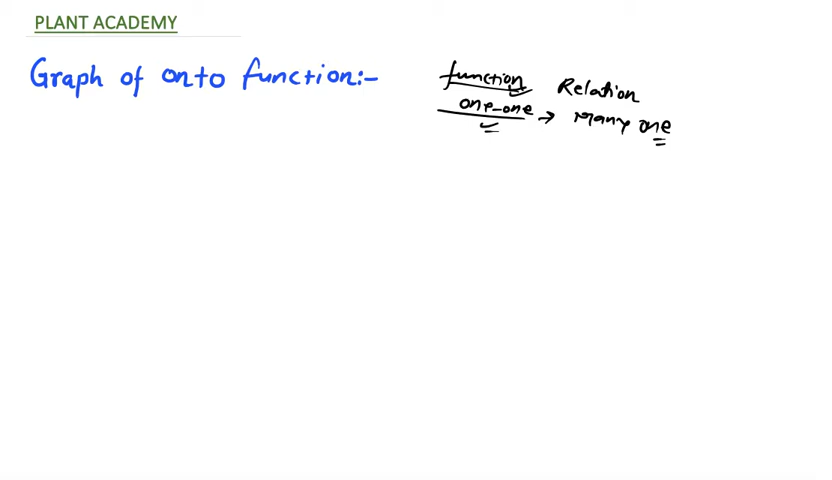 PLANT ACADEMY
Graph of onto function:-
function Relation
one-one → many one